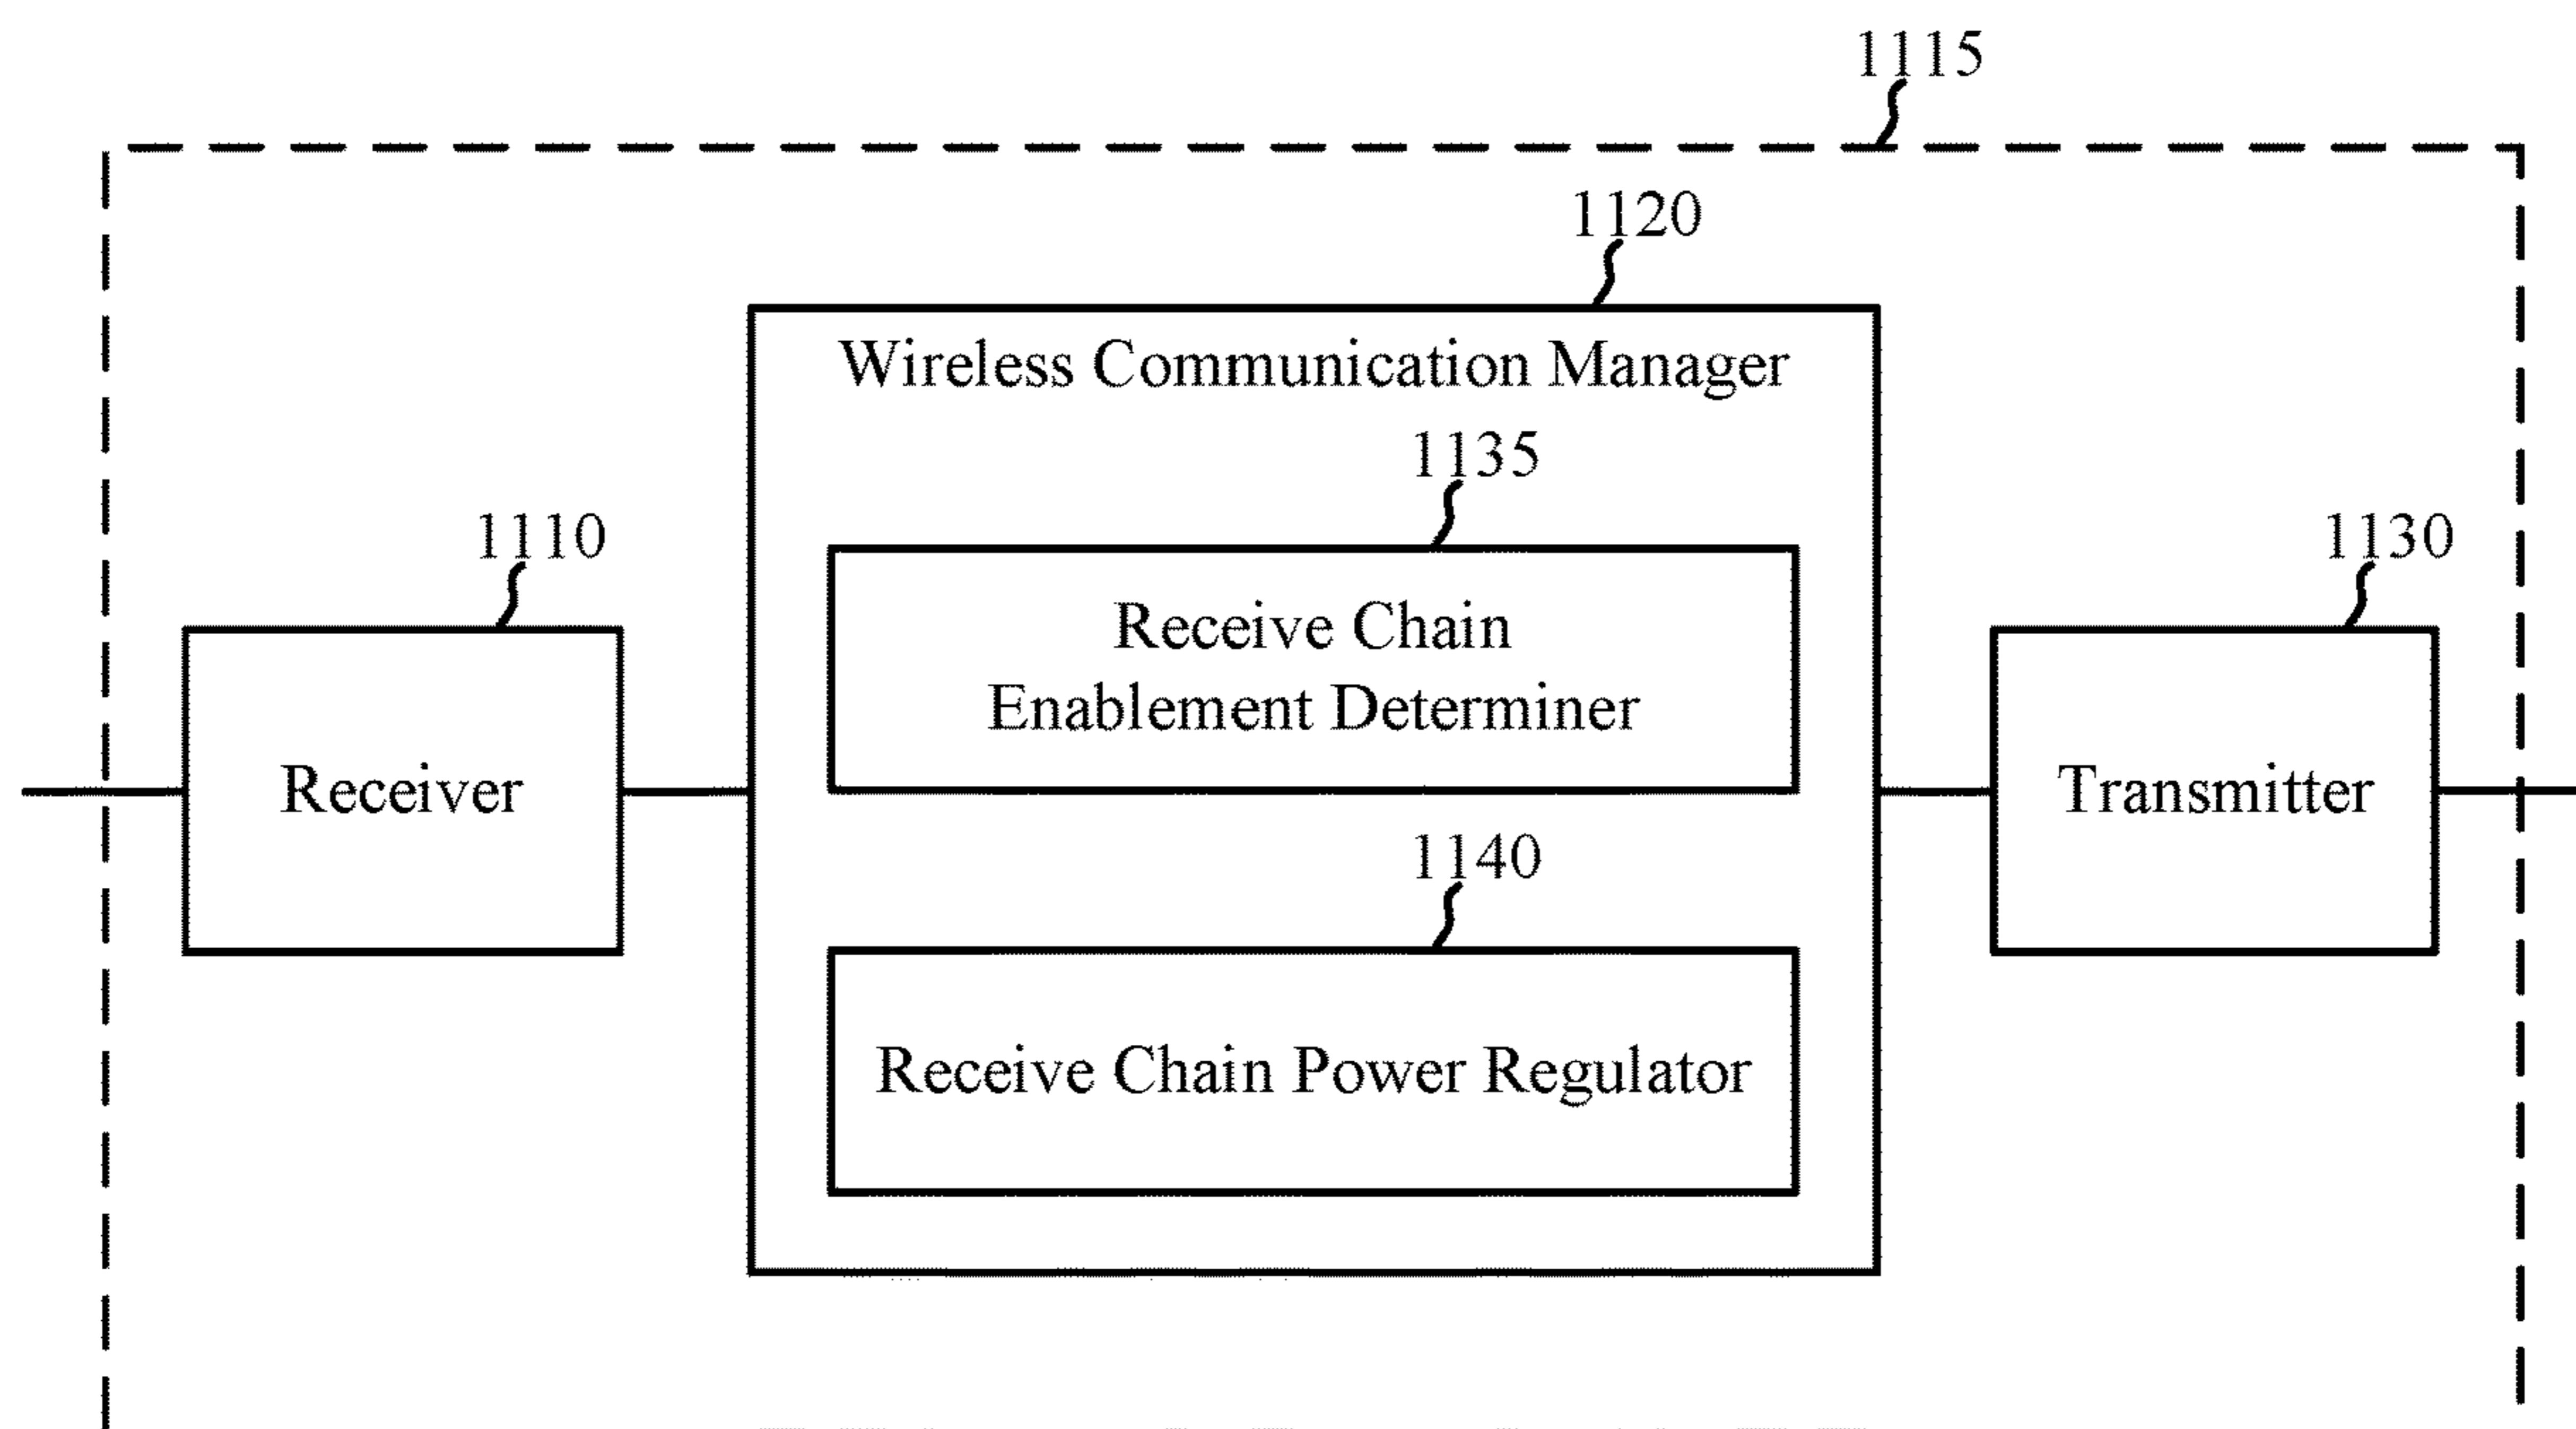 1115
1120
Wireless Communication Manager
1135
1110
1130
Receive Chain
Enablement Determiner
Receiver
Transmitter
1140
Receive Chain Power Regulator